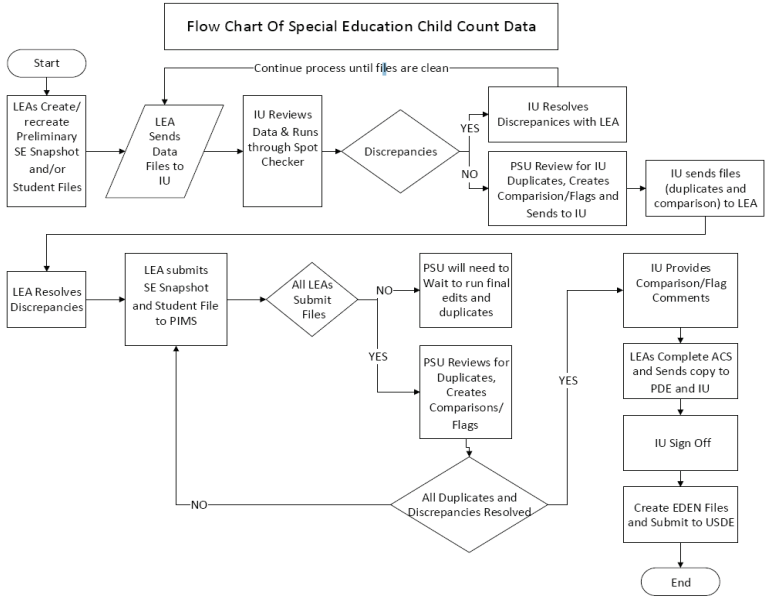 Flow Chart Of Special Education Child Count Data
Start
Continue process until files are clean
LEAs Create/
recreate
Preliminary
SE Snapshot
and/or
Student Files
LEA
Sends
Data
Files to
IU
IU Reviews
Data & Runs
through Spot
Checker
Discrepancies
YES
NO
IU Resolves
Discrepanices with LEA
PSU Review for IU
Duplicates, Creates
Comparision/Flags and
Sends to IU
IU sends files
(duplicates and
comparison) to LEA
LEA Resolves
Discrepancies
LEA submits
SE Snapshot
and Student File
to PIMS
All LEAs
Submit
Files
NO
YES
PSU will need to
Wait to run final
edits and
duplicates
PSU Reviews for
Duplicates,
Creates
Comparisons/
Flags
All Duplicates and
Discrepancies Resolved
NO
YES
IU Provides
Comparison/Flag
Comments
LEAs Complete ACS
and Sends copy to
PDE and IU
IU Sign Off
Create EDEN Files
and Submit to USDE
End